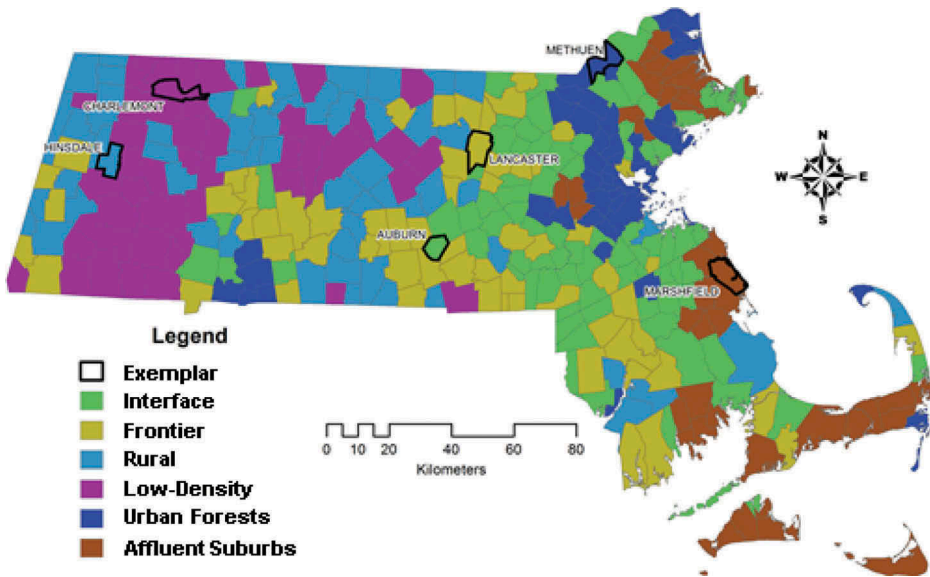 METHUEN
CHARLEMONT
HINSDALE
LANCASTER
AUBURN
MARSHFIELD
N
W E
S
Legend
Exemplar
Interface
Frontier
Rural
Low-Density
Urban Forests
Affluent Suburbs
0 10 20 40 60 80
Kilometers